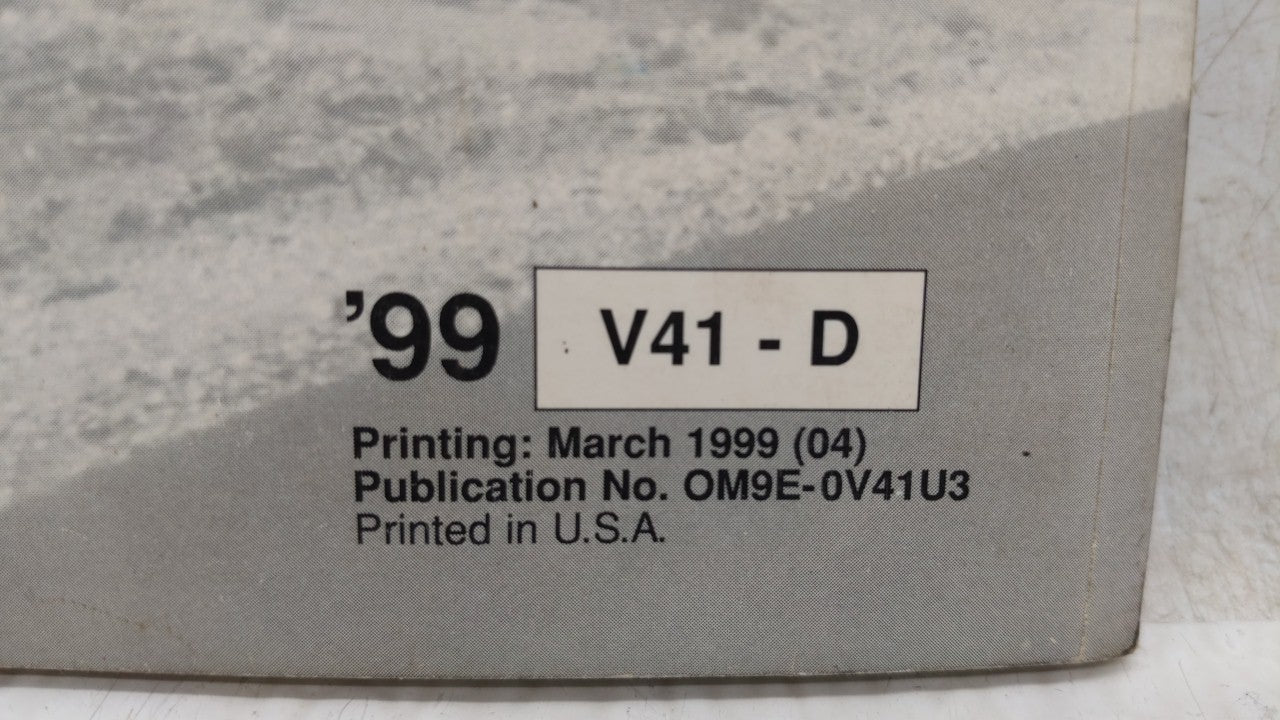 '99 V41 - D
Printing: March 1999 (04)
Publication No. OM9E-0V41U3
Printed in U.S.A.